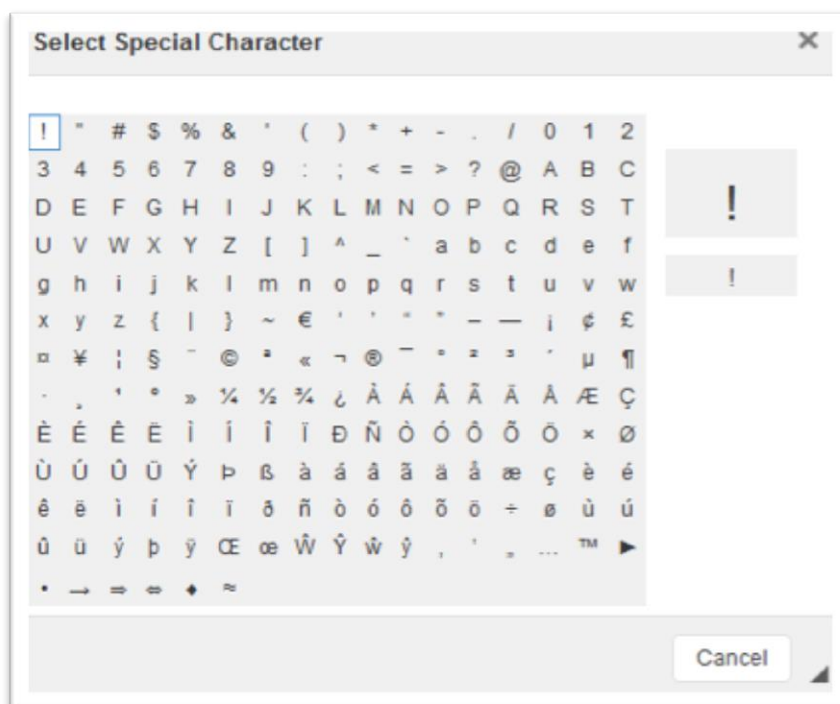 Select Special Character ×
! " # $ % & ' ( ) * + - . / 0 1 2
3 4 5 6 7 8 9 : ; < = > ? @ A B C
D E F G H I J K L M N O P Q R S T
U V W X Y Z [ ] ^ _ ` a b c d e f
g h i j k l m n o p q r s t u v w
x y z { | } ~ € ‘ ’ “ ” – — ¡ ¢ £
¤ ¥ ¦ § ¨ © ª « ¬ ® ¯ ° ² ³ ´ µ ¶
· ¸ ¹ º » ¼ ½ ¾ ¿ À Á Â Ã Ä Å Æ Ç
È É Ê Ë Ì Í Î Ï Ð Ñ Ò Ó Ô Õ Ö × Ø
Ù Ú Û Ü Ý Þ ß à á â ã ä å æ ç è é
ê ë ì í î ï ð ñ ò ó ô õ ö ÷ ø ù ú
û ü ý þ ÿ Œ œ Ŵ Ŷ ŵ ŷ ‚ ‛ „ … ™ ►
• → ⇒ ⇔ ♦ ≈
!
!
Cancel